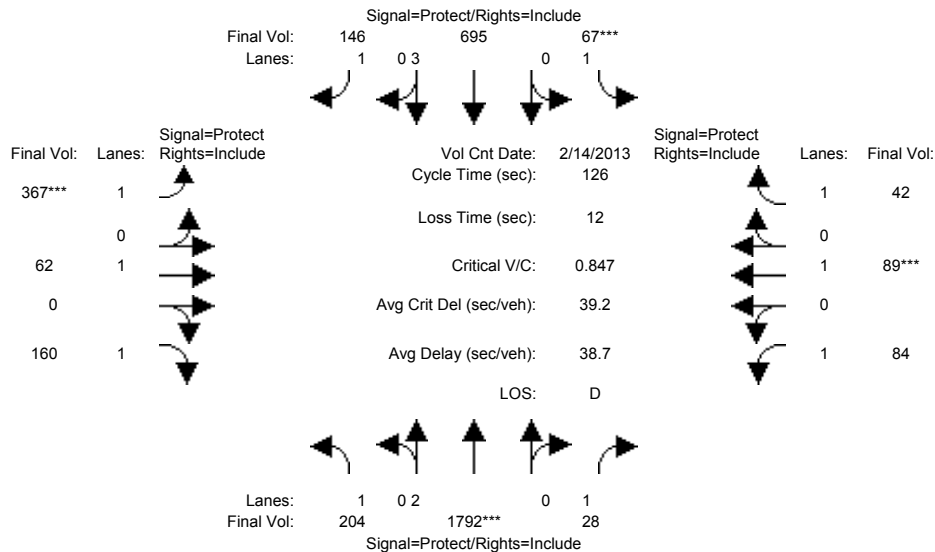 Signal=Protect/Rights=Include
Final Vol: 146 695 67***
Lanes: 1 0 3 0 1
Signal=Protect
Final Vol: Lanes: Rights=Include
Vol Cnt Date: 2/14/2013
Signal=Protect
Rights=Include Lanes: Final Vol:
Cycle Time (sec): 126
367*** 1
1 42
Loss Time (sec): 12
0
0
62 1
Critical V/C: 0.847
1 89***
0
Avg Crit Del (sec/veh): 39.2
0
160 1
Avg Delay (sec/veh): 38.7
1 84
LOS: D
Lanes: 1 0 2 0 1
Final Vol: 204 1792*** 28
Signal=Protect/Rights=Include